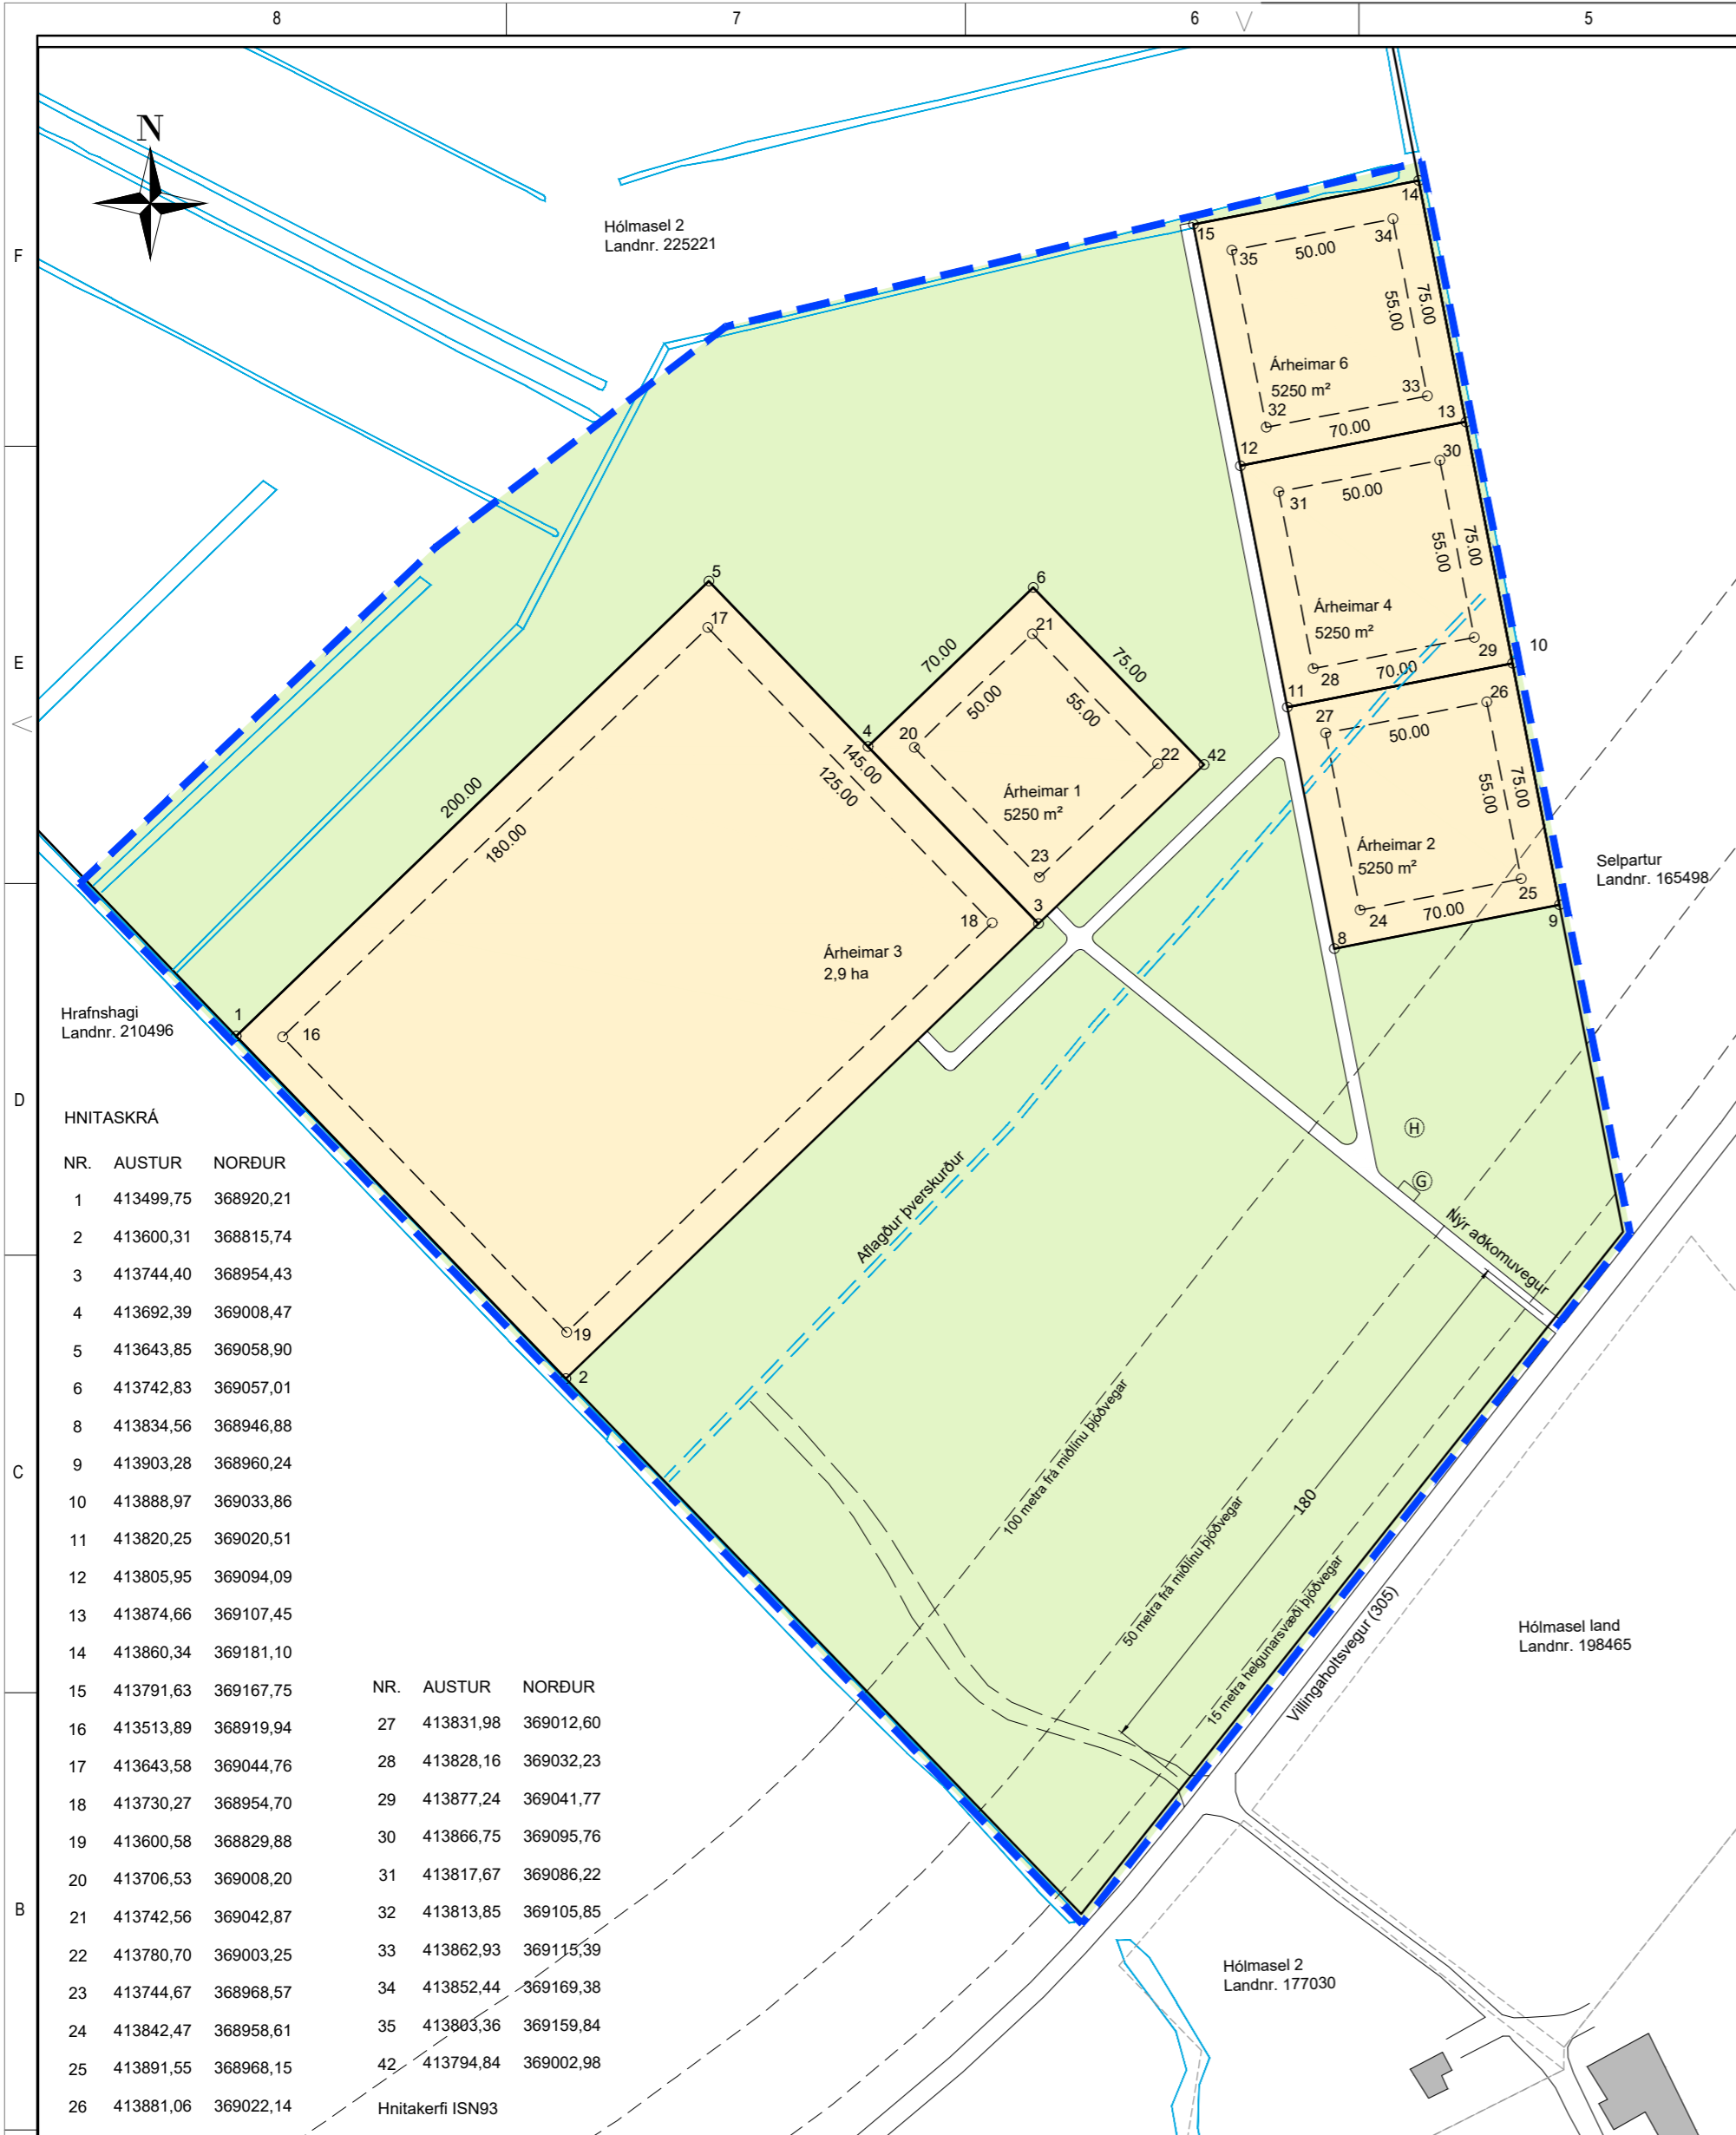 8 7 6 5
N
F
E
D
C
B
Hólmasel 2
Landnr. 225221
14
15
34
35
50.00
55.00
75.00
Árheimar 6
5250 m²
33
32
13
70.00
12
30
31
50.00
55.00
75.00
Árheimar 4
5250 m²
29
10
28
70.00
11
26
27
50.00
55.00
75.00
Árheimar 2
5250 m²
25
24
70.00
9
8
5
17
6
21
70.00
75.00
50.00
55.00
4
20
22
42
145.00
125.00
Árheimar 1
5250 m²
23
3
200.00
180.00
18
Árheimar 3
2,9 ha
1
16
19
2
Selpartur
Landnr. 165498
Hrafnshagi
Landnr. 210496
H
G
Nýr aðkomuvegur
Aflagður þverskurður
100 metra frá miðlínu þjóðvegar
50 metra frá miðlínu þjóðvegar
180
15 metra helgunarsvæði þjóðvegar
Villingaholtsvegur (305)
Hólmasel land
Landnr. 198465
Hólmasel 2
Landnr. 177030
HNITASKRÁ
NR. AUSTUR NORÐUR
1 413499,75 368920,21
2 413600,31 368815,74
3 413744,40 368954,43
4 413692,39 369008,47
5 413643,85 369058,90
6 413742,83 369057,01
8 413834,56 368946,88
9 413903,28 368960,24
10 413888,97 369033,86
11 413820,25 369020,51
12 413805,95 369094,09
13 413874,66 369107,45
14 413860,34 369181,10
15 413791,63 369167,75
16 413513,89 368919,94
17 413643,58 369044,76
18 413730,27 368954,70
19 413600,58 368829,88
20 413706,53 369008,20
21 413742,56 369042,87
22 413780,70 369003,25
23 413744,67 368968,57
24 413842,47 368958,61
25 413891,55 368968,15
26 413881,06 369022,14
NR. AUSTUR NORÐUR
27 413831,98 369012,60
28 413828,16 369032,23
29 413877,24 369041,77
30 413866,75 369095,76
31 413817,67 369086,22
32 413813,85 369105,85
33 413862,93 369115,39
34 413852,44 369169,38
35 413803,36 369159,84
42 413794,84 369002,98
Hnitakerfi ISN93